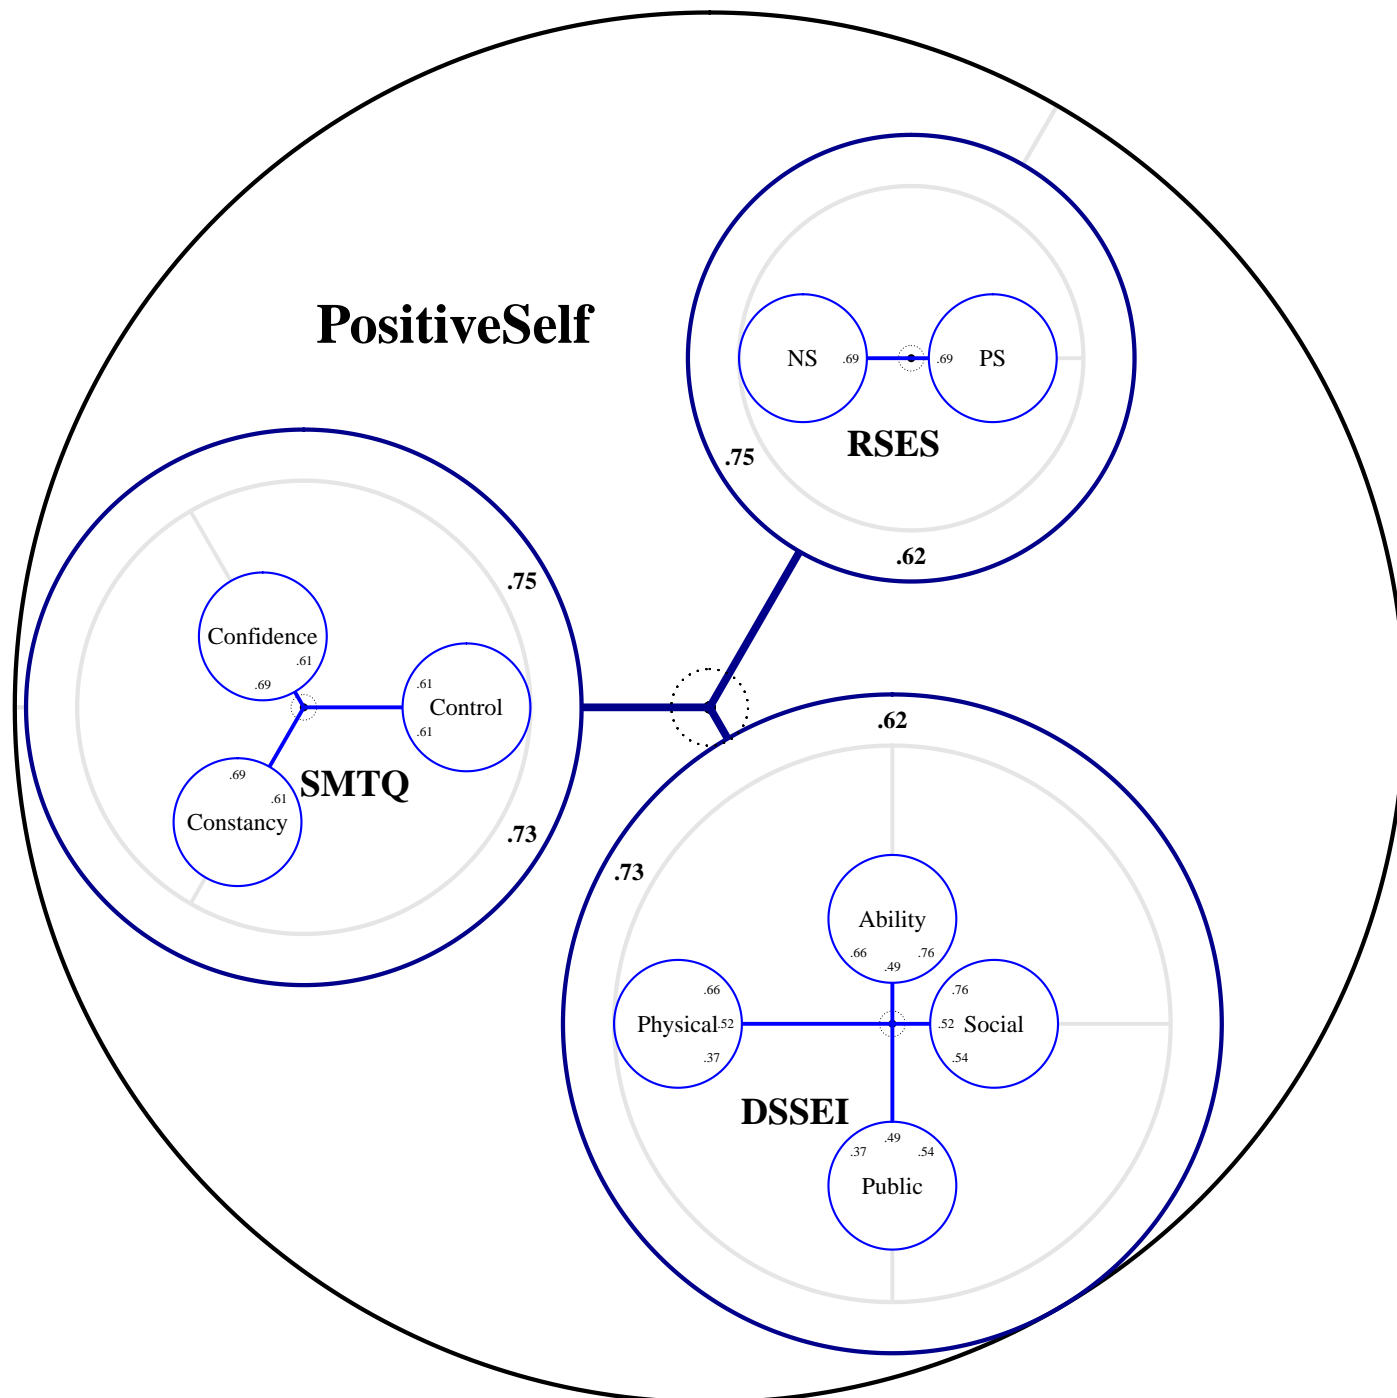 PositiveSelf
NS
.69
.69
PS
RSES
.75
.62
.75
Confidence
.61
.69
.61
Control
.61
SMTQ
.69
.61
Constancy
.73
.62
.73
Ability
.66
.49
.76
.66
Physical
.52
.37
.76
.52
Social
.54
DSSEI
.49
.37
.54
Public